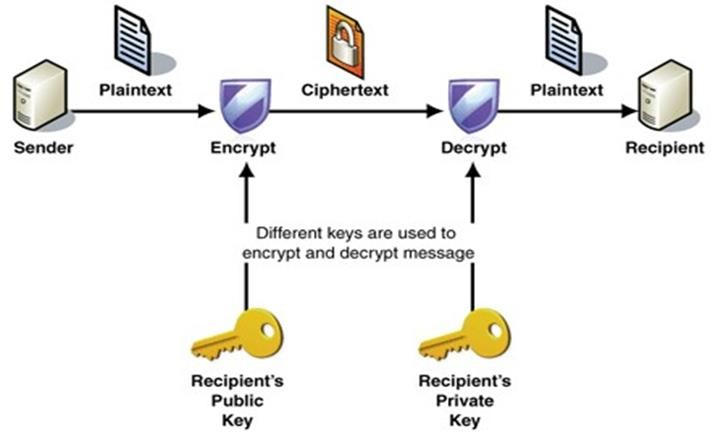 Plaintext
Ciphertext
Plaintext
Sender
Encrypt
Decrypt
Recipient
Different keys are used to
encrypt and decrypt message
Recipient's
Public
Key
Recipient's
Private
Key